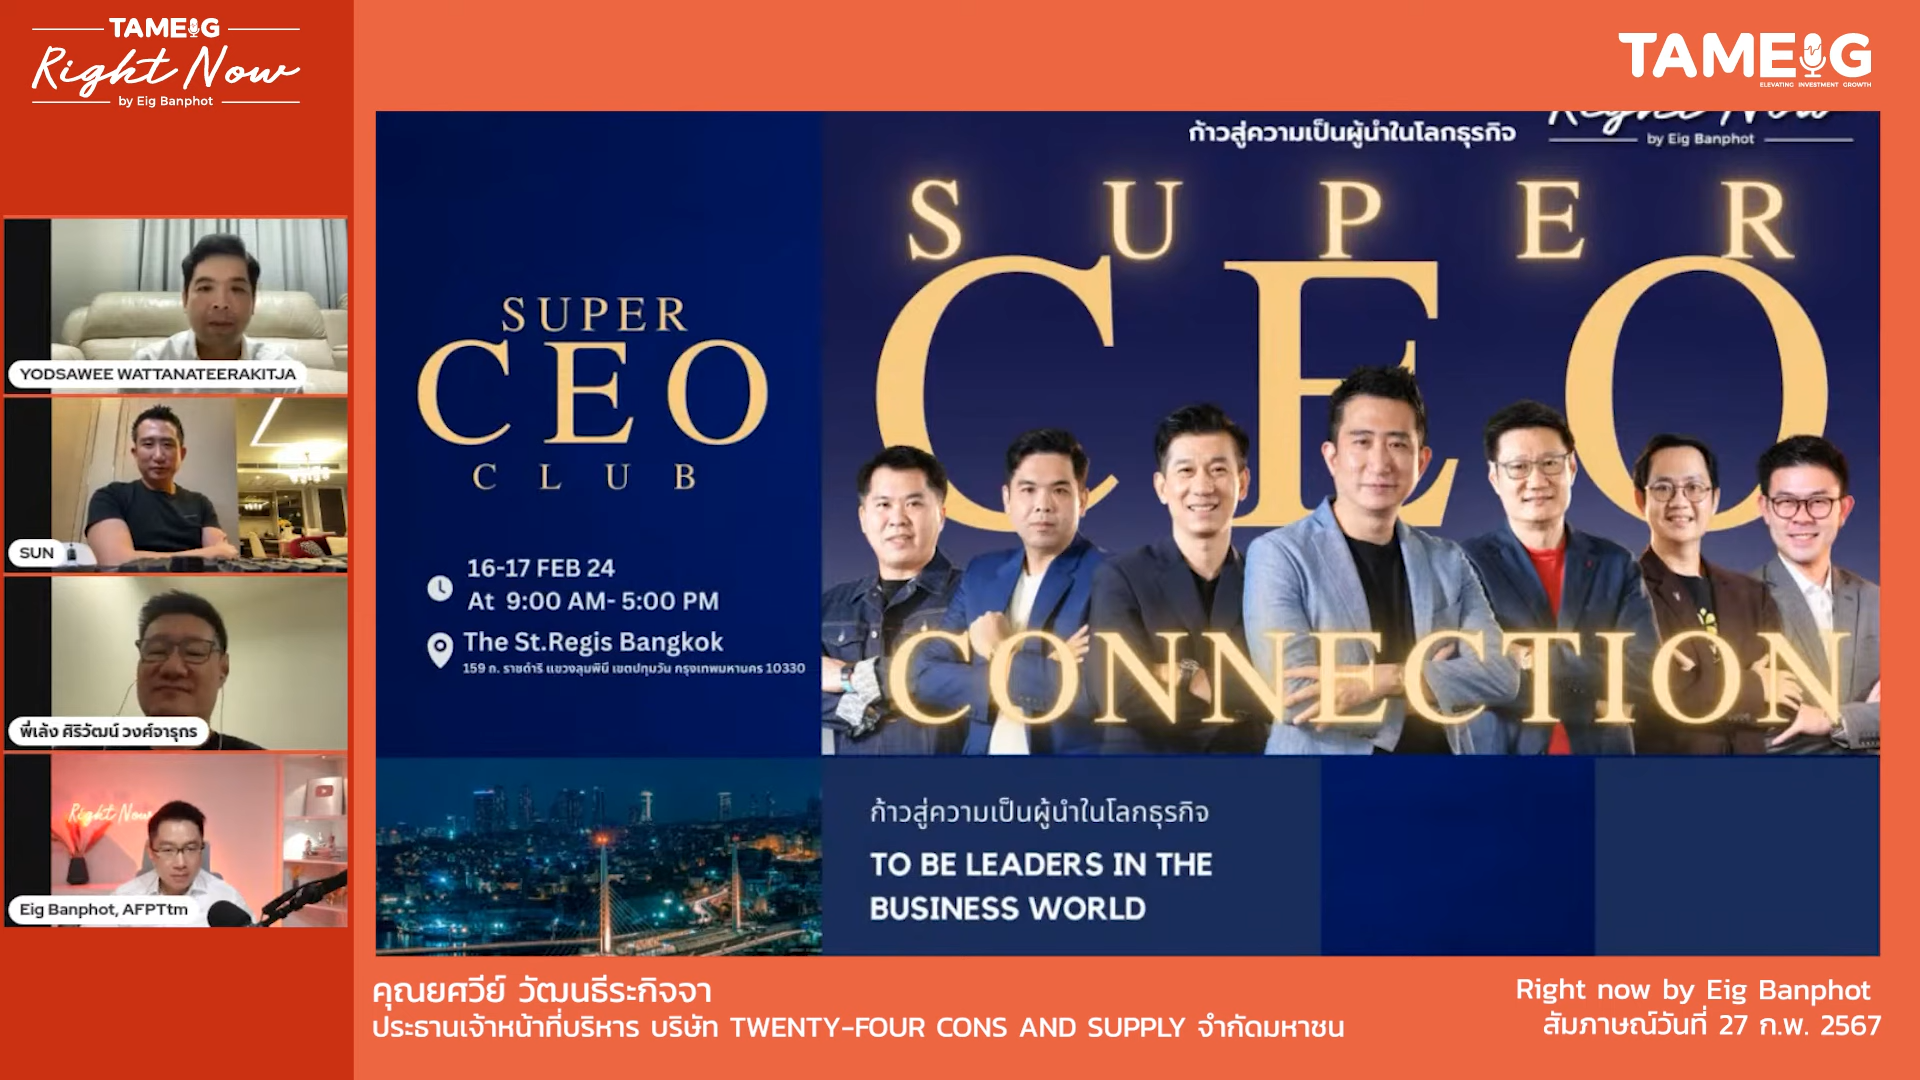 TAMEIG
Right Now
by Eig Banphot
TAMEIG
ELEVATING INVESTMENT GROWTH
YODSAWEE WATTANATEERAKITJA
SUN
พี่เล้ง ศิริวัฒน์ วงศ์จารุกร
Right Now
Eig Banphot, AFPTtm
SUPER
CEO
CLUB
16-17 FEB 24
At 9:00 AM- 5:00 PM
The St.Regis Bangkok
159 ถ. ราชดำริ แขวงลุมพินี เขตปทุมวัน กรุงเทพมหานคร 10330
ก้าวสู่ความเป็นผู้นำในโลกธุรกิจ
Right Now
by Eig Banphot
SUPER
CEO
CONNECTION
ก้าวสู่ความเป็นผู้นำในโลกธุรกิจ
TO BE LEADERS IN THE
BUSINESS WORLD
คุณยศวีย์ วัฒนธีระกิจจา
ประธานเจ้าหน้าที่บริหาร บริษัท TWENTY-FOUR CONS AND SUPPLY จำกัดมหาชน
Right now by Eig Banphot
สัมภาษณ์วันที่ 27 ก.พ. 2567